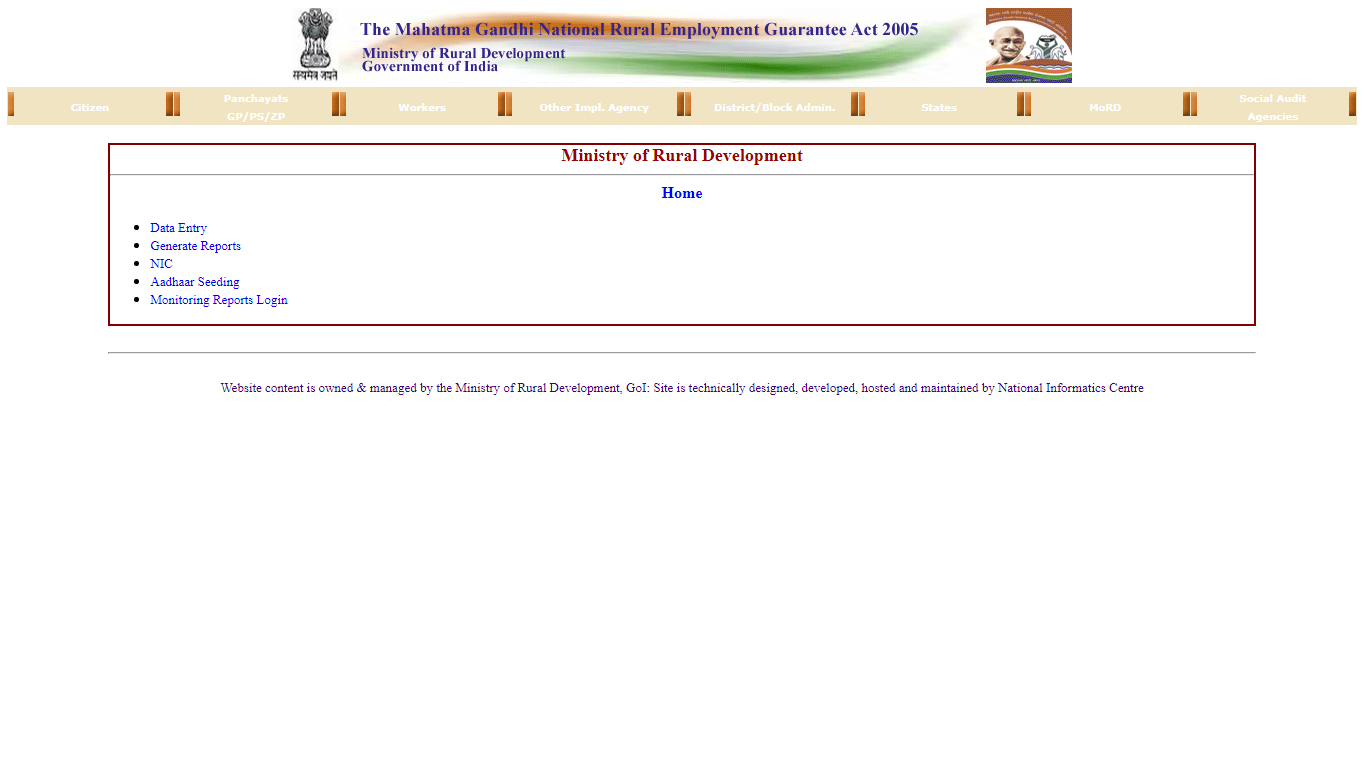 The Mahatma Gandhi National Rural Employment Guarantee Act 2005
Ministry of Rural Development
Government of India
सत्यमेव जयते
Citizen
Panchayats
GP/PS/ZP
Workers
Other Impl. Agency
District/Block Admin.
States
MoRD
Social Audit
Agencies
Ministry of Rural Development
Home
Data Entry
Generate Reports
NIC
Aadhaar Seeding
Monitoring Reports Login
Website content is owned & managed by the Ministry of Rural Development, GoI: Site is technically designed, developed, hosted and maintained by National Informatics Centre